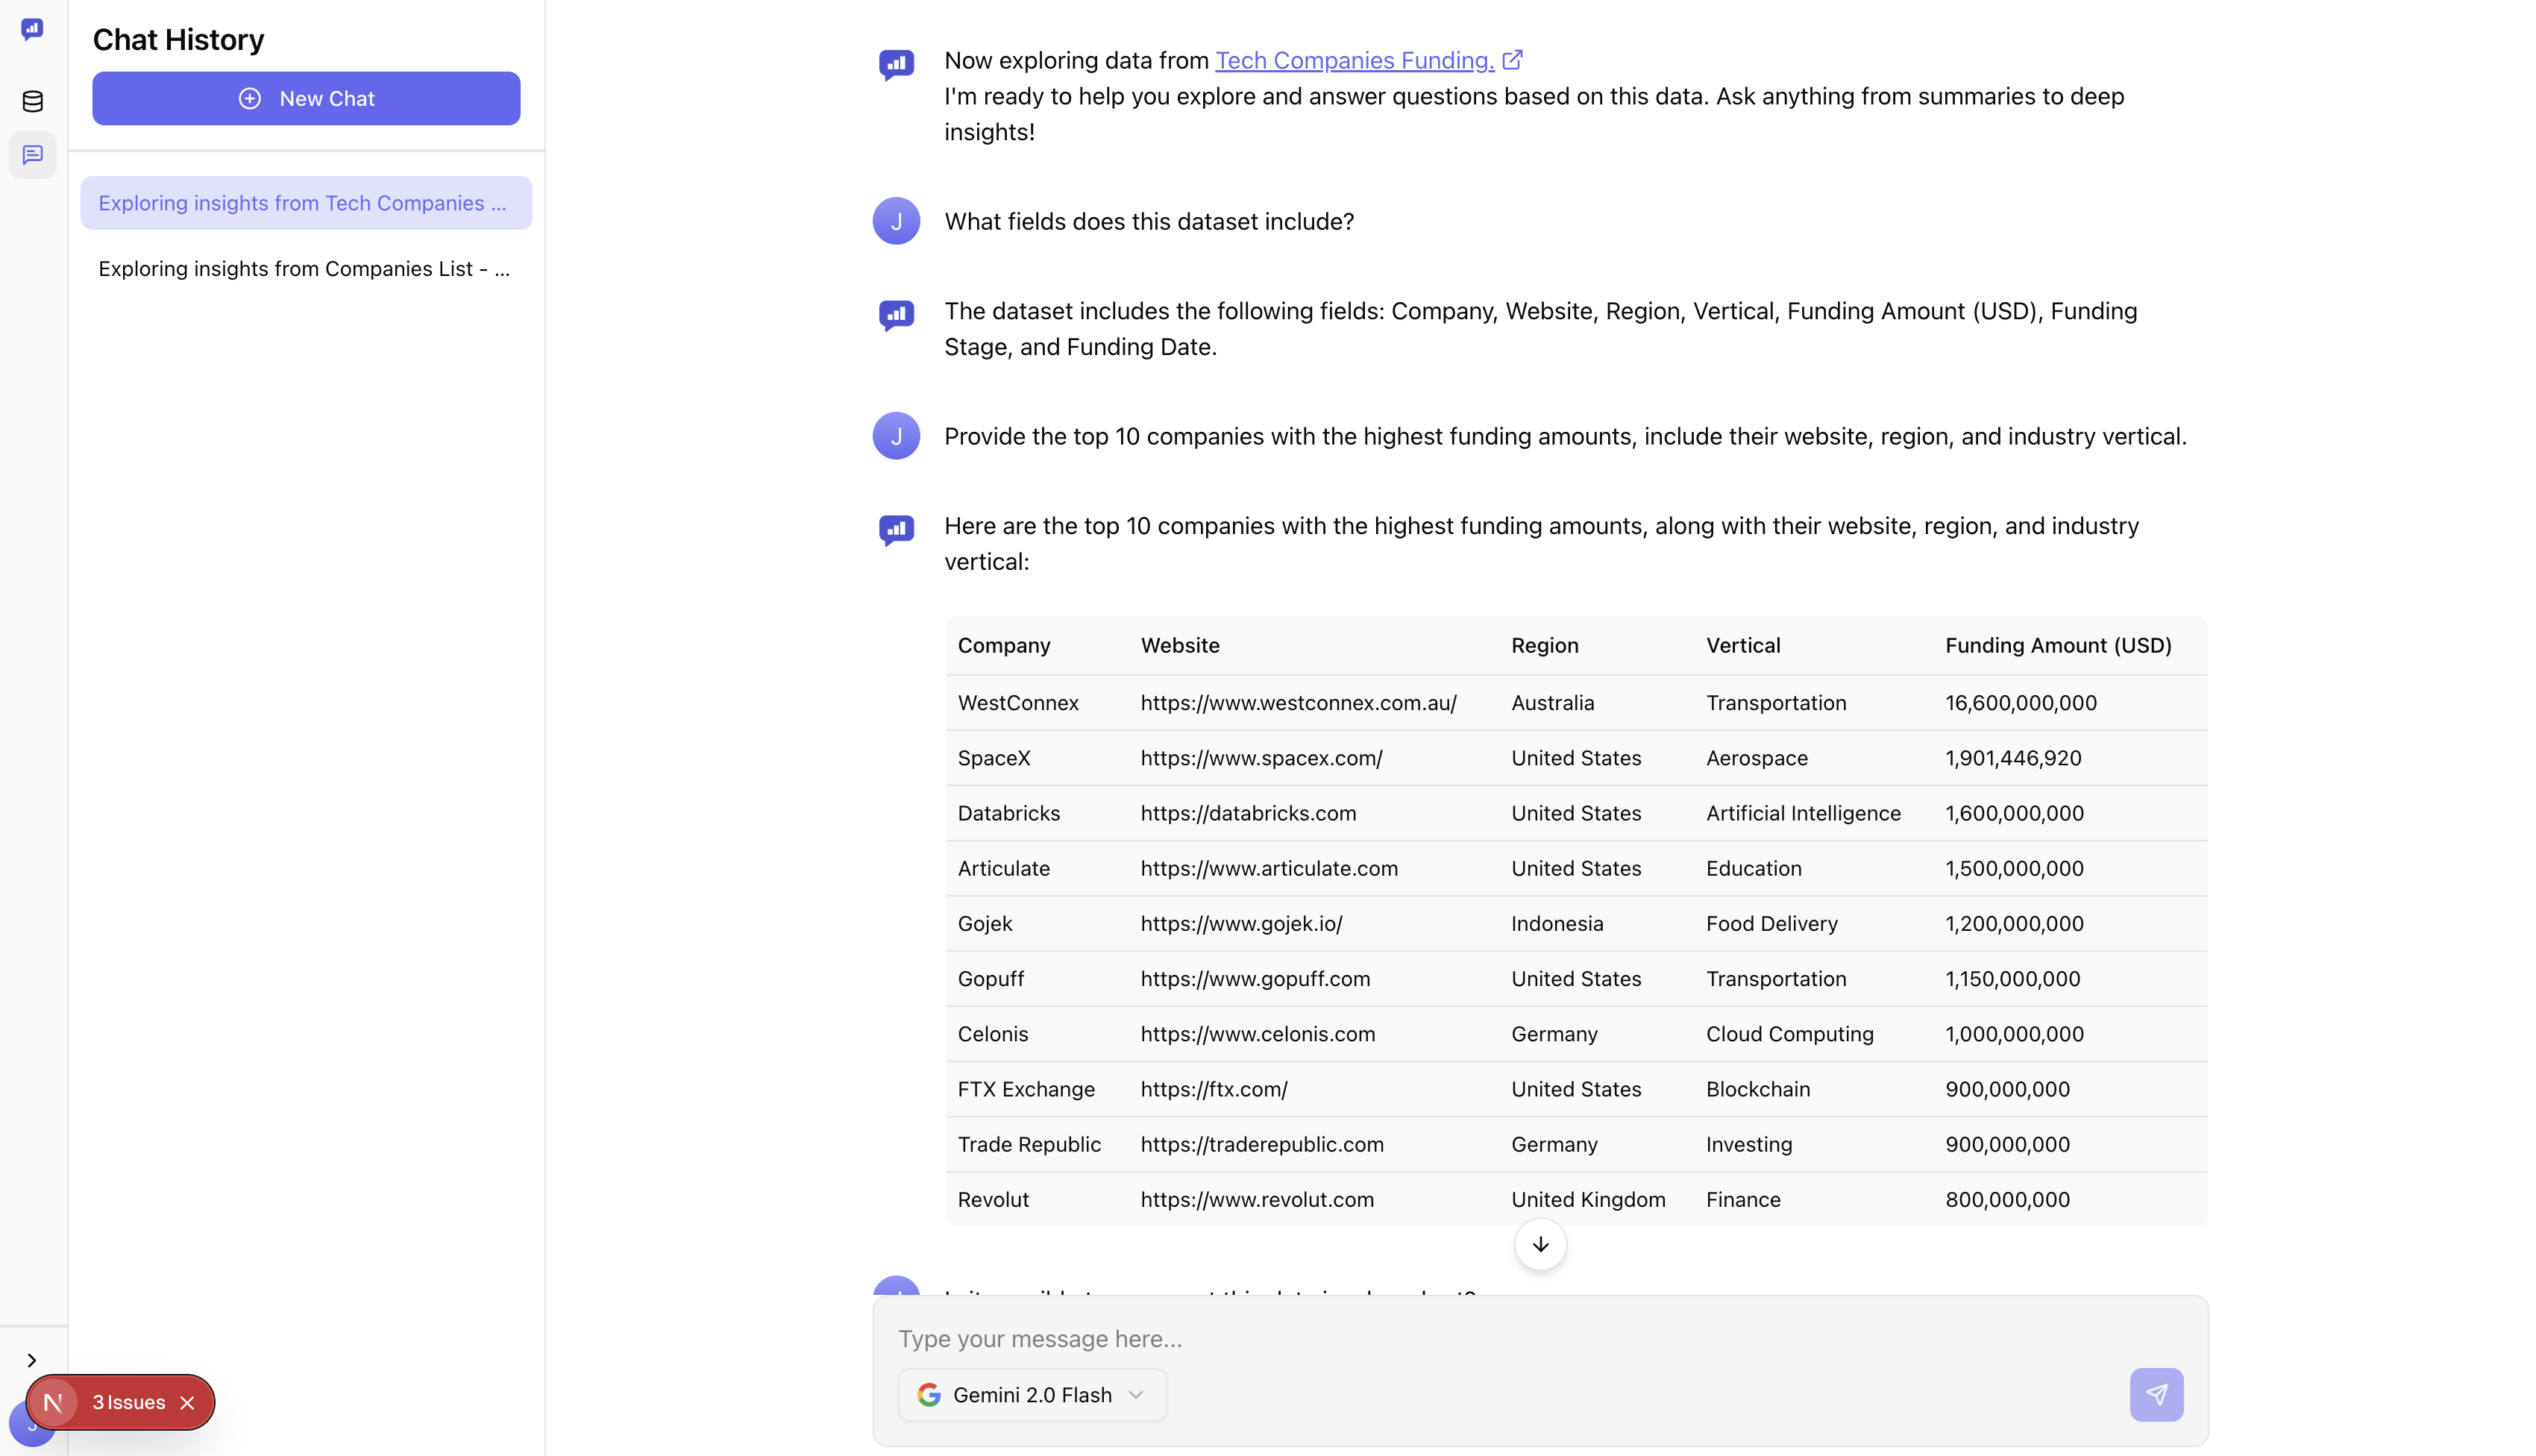 Chat History
New Chat
Exploring insights from Tech Companies ...
Exploring insights from Companies List - ...
Now exploring data from Tech Companies Funding.
I'm ready to help you explore and answer questions based on this data. Ask anything from summaries to deep
insights!
J
What fields does this dataset include?
The dataset includes the following fields: Company, Website, Region, Vertical, Funding Amount (USD), Funding
Stage, and Funding Date.
J
Provide the top 10 companies with the highest funding amounts, include their website, region, and industry vertical.
Here are the top 10 companies with the highest funding amounts, along with their website, region, and industry
vertical:
Company Website Region Vertical Funding Amount (USD)
WestConnex https://www.westconnex.com.au/ Australia Transportation 16,600,000,000
SpaceX https://www.spacex.com/ United States Aerospace 1,901,446,920
Databricks https://databricks.com United States Artificial Intelligence 1,600,000,000
Articulate https://www.articulate.com United States Education 1,500,000,000
Gojek https://www.gojek.io/ Indonesia Food Delivery 1,200,000,000
Gopuff https://www.gopuff.com United States Transportation 1,150,000,000
Celonis https://www.celonis.com Germany Cloud Computing 1,000,000,000
FTX Exchange https://ftx.com/ United States Blockchain 900,000,000
Trade Republic https://traderepublic.com Germany Investing 900,000,000
Revolut https://www.revolut.com United Kingdom Finance 800,000,000
Type your message here...
Gemini 2.0 Flash
N 3 Issues